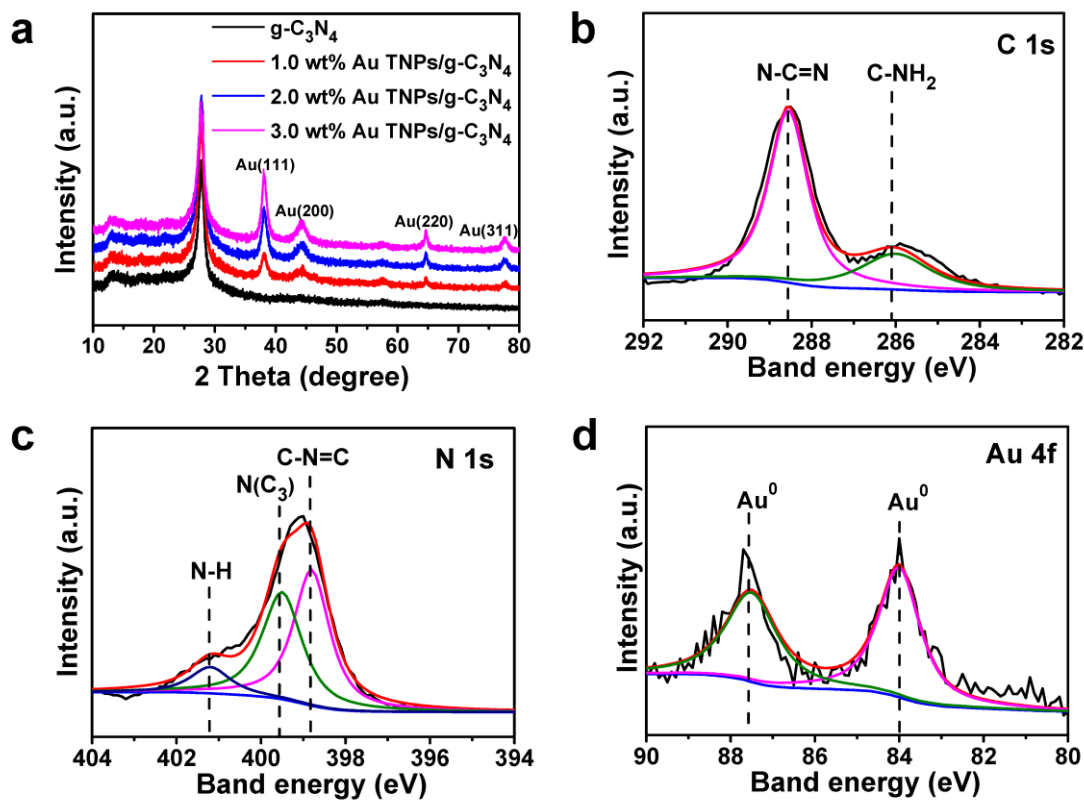 a
g-C₃N₄
1.0 wt% Au TNPs/g-C₃N₄
2.0 wt% Au TNPs/g-C₃N₄
3.0 wt% Au TNPs/g-C₃N₄
Au(111)
Au(200)
Au(220)
Au(311)
Intensity (a.u.)
10 20 30 40 50 60 70 80
2 Theta (degree)
b
C 1s
N-C=N
C-NH₂
Intensity (a.u.)
292 290 288 286 284 282
Band energy (eV)
c
N 1s
C-N=C
N(C₃)
N-H
Intensity (a.u.)
404 402 400 398 396 394
Band energy (eV)
d
Au 4f
Au⁰
Au⁰
Intensity (a.u.)
90 88 86 84 82 80
Band energy (eV)